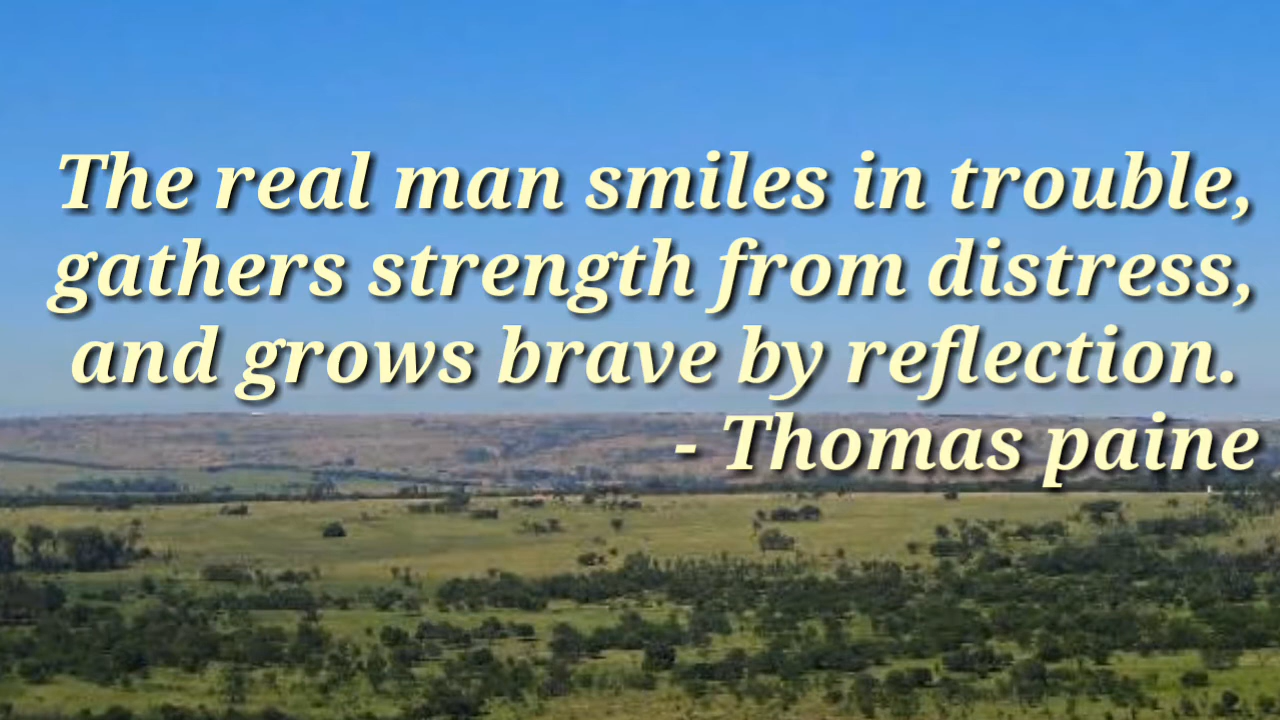 The real man smiles in trouble,
gathers strength from distress,
and grows brave by reflection.
- Thomas paine